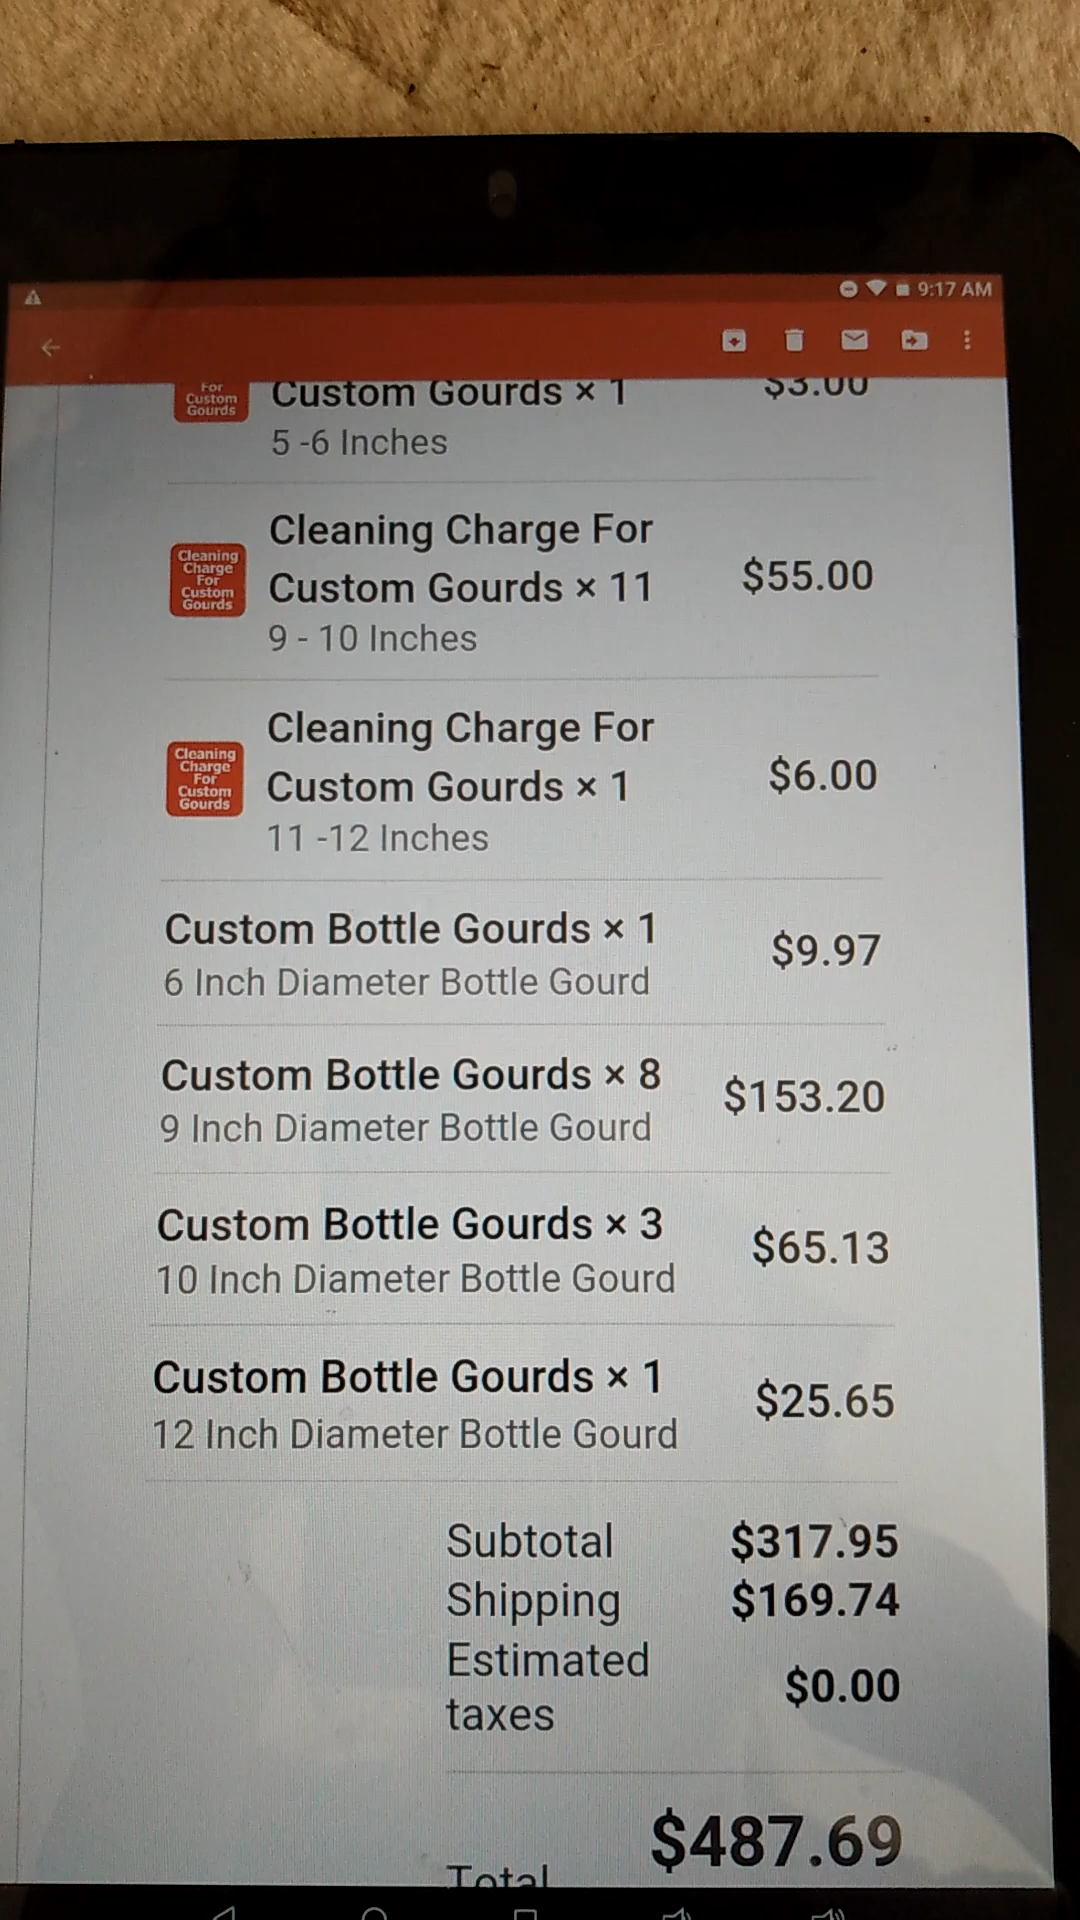 9:17 AM
For
Custom
Gourds
Custom Gourds × 1
$3.00
5 -6 Inches
Cleaning
Charge
For
Custom
Gourds
Cleaning Charge For
Custom Gourds × 11
$55.00
9 - 10 Inches
Cleaning
Charge
For
Custom
Gourds
Cleaning Charge For
Custom Gourds × 1
$6.00
11 -12 Inches
Custom Bottle Gourds × 1
$9.97
6 Inch Diameter Bottle Gourd
Custom Bottle Gourds × 8
$153.20
9 Inch Diameter Bottle Gourd
Custom Bottle Gourds × 3
$65.13
10 Inch Diameter Bottle Gourd
Custom Bottle Gourds × 1
$25.65
12 Inch Diameter Bottle Gourd
Subtotal $317.95
Shipping $169.74
Estimated
taxes
$0.00
$487.69
Total